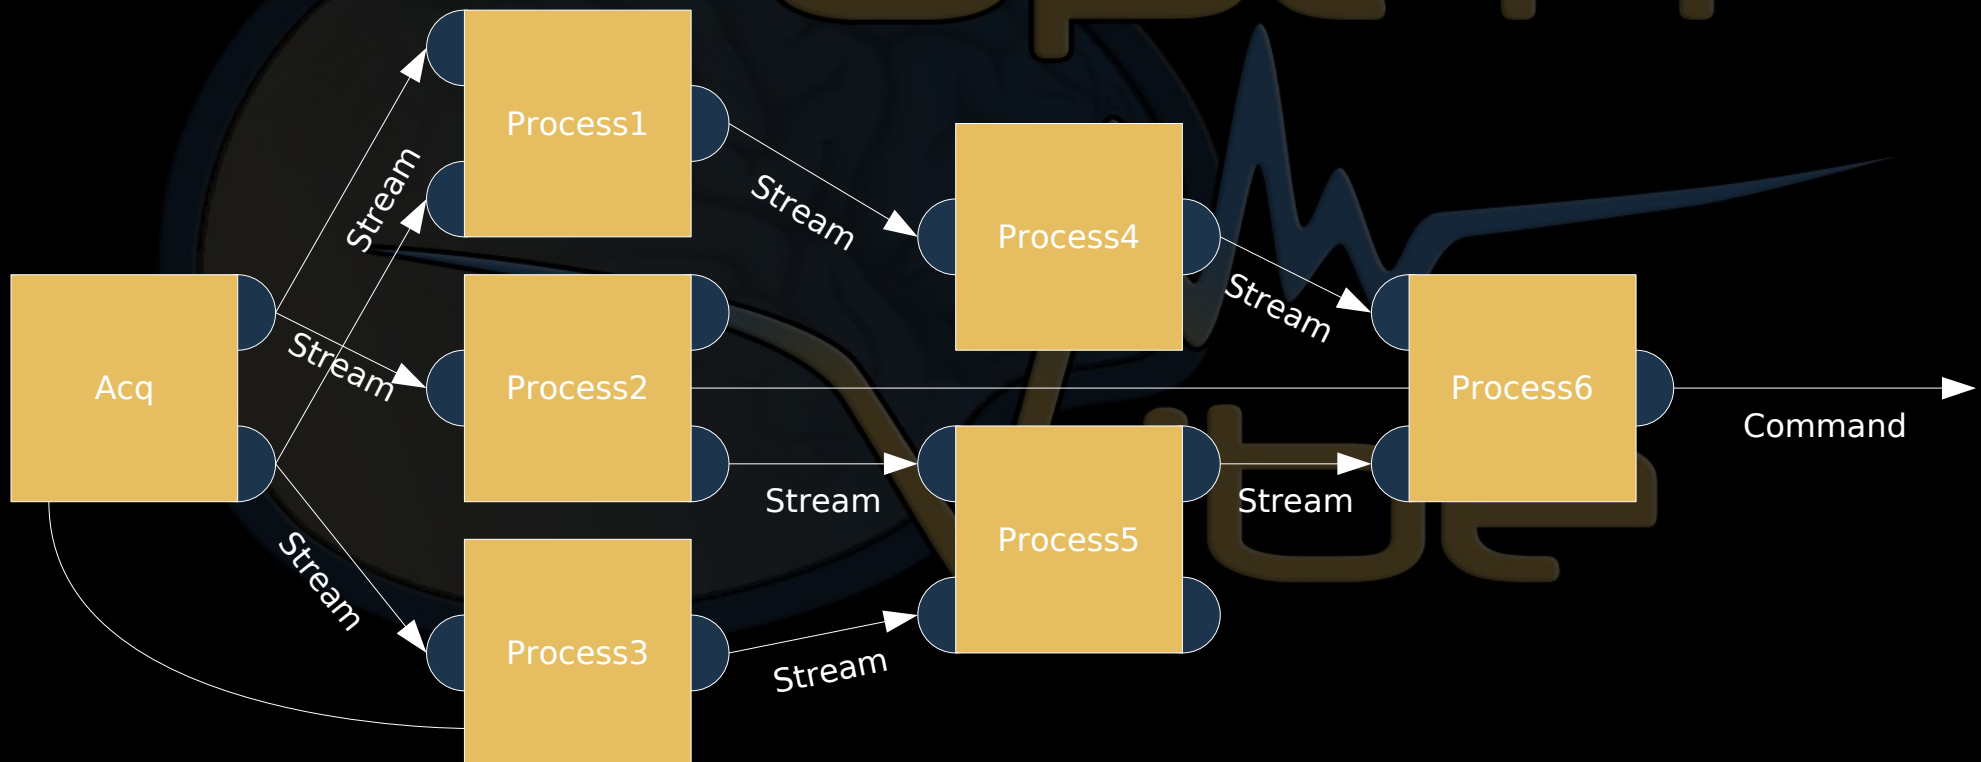 Process1
Stream
Stream
Process4
Stream
Stream
Acq
Process2
Process6
Command
Stream
Stream
Process5
Stream
Process3
Stream